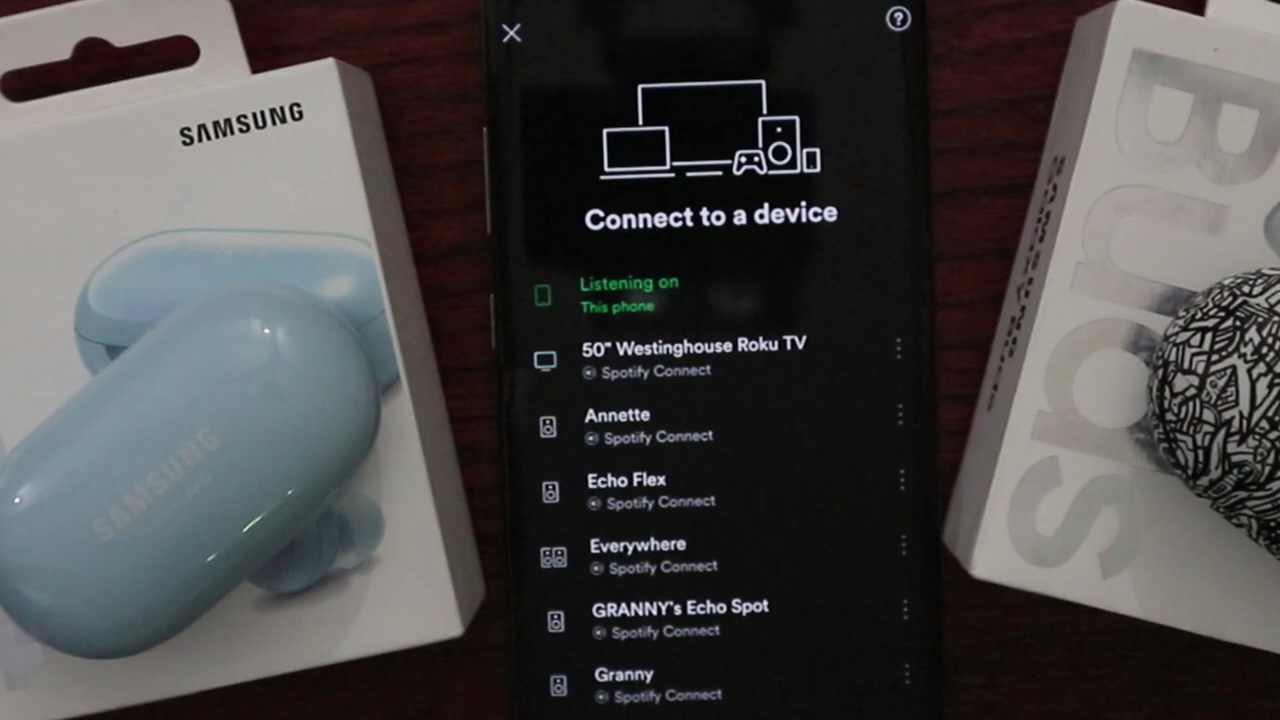 SAMSUNG
SAMSUNG
?
Connect to a device
Listening on
This phone
50" Westinghouse Roku TV
Spotify Connect
Annette
Spotify Connect
Echo Flex
Spotify Connect
Everywhere
Spotify Connect
GRANNY's Echo Spot
Spotify Connect
Granny
Spotify Connect
Buds